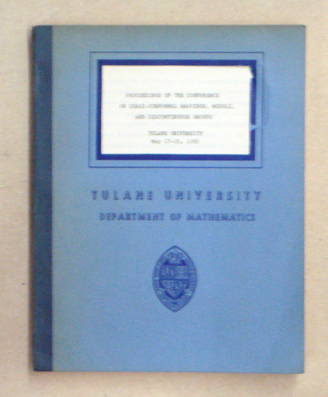 PROCEEDINGS OF THE CONFERENCE
ON QUASI-CONFORMAL MAPPINGS, MODULI,
AND DISCONTINUOUS GROUPS
TULANE UNIVERSITY
May
TULANE UNIVERSITY
DEPARTMENT OF MATHEMATICS